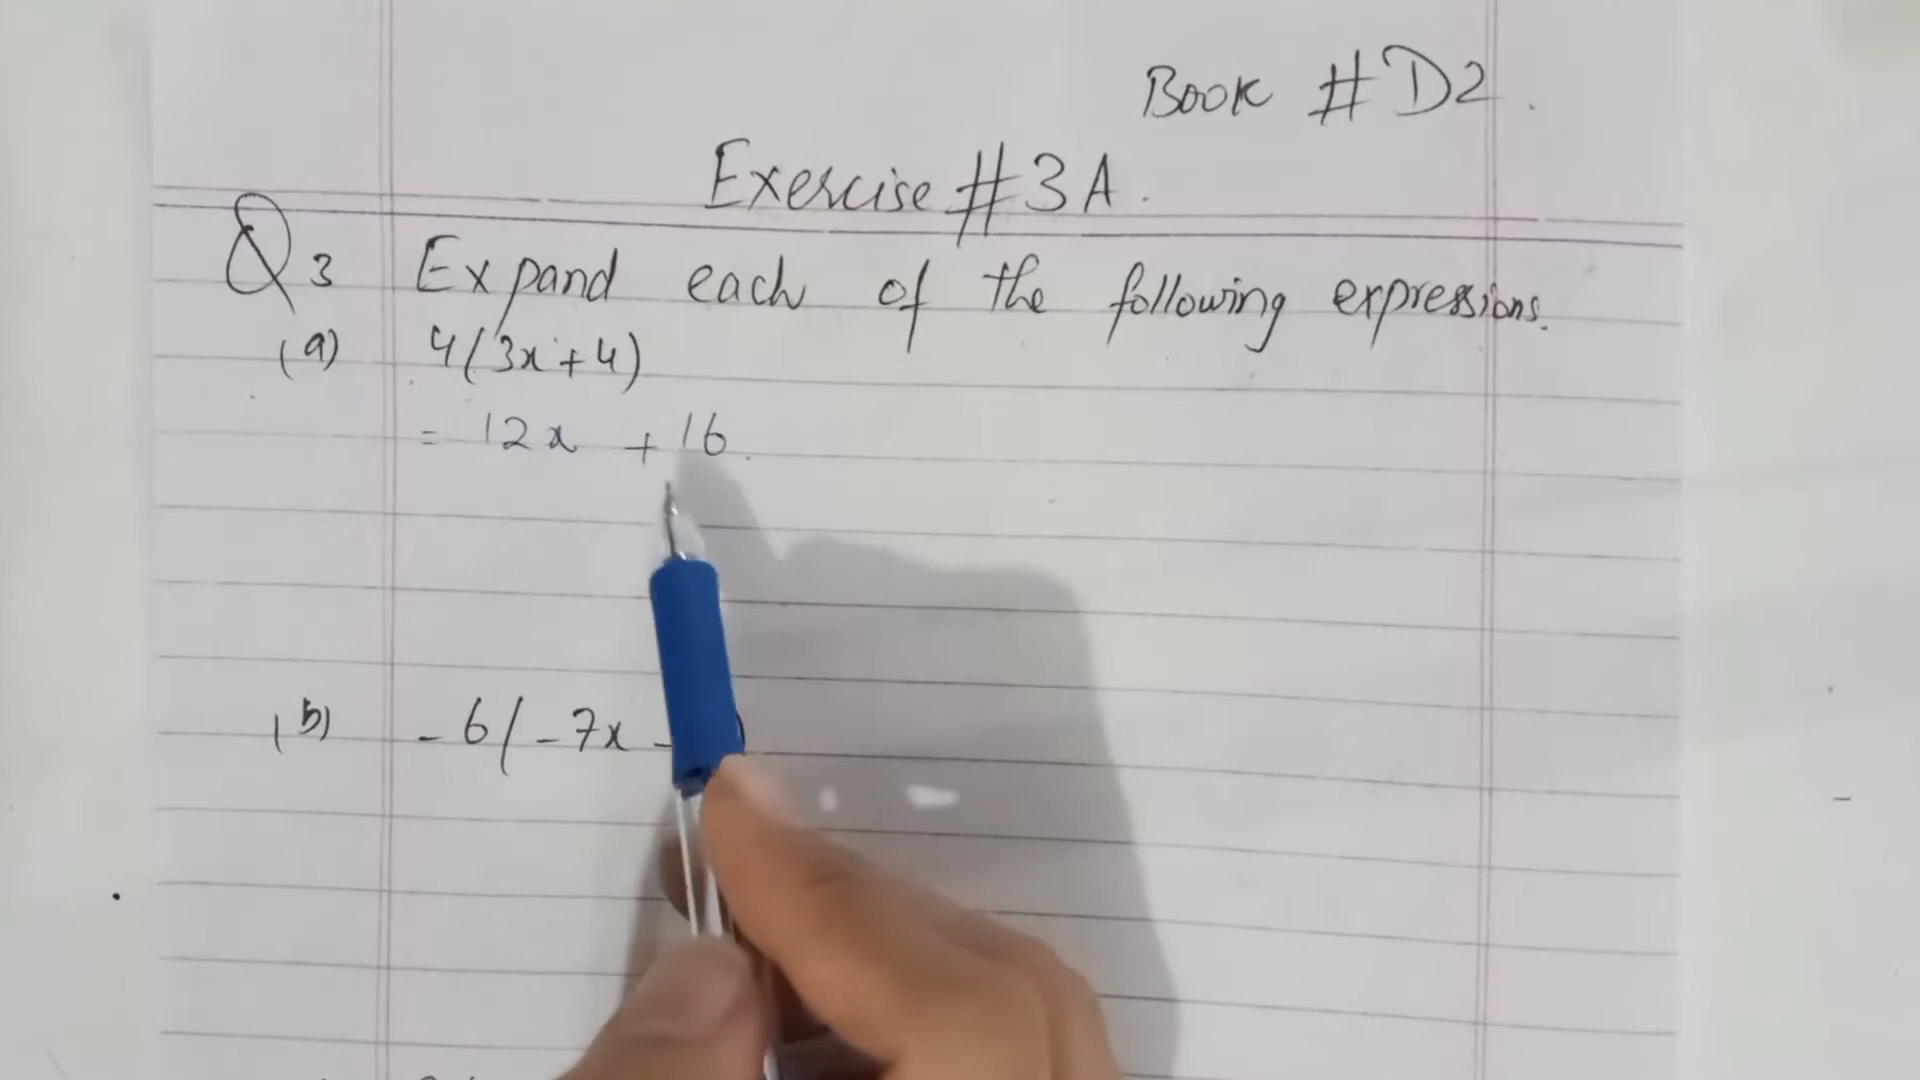 Book #D2.
Exercise #3A.
Q3 Expand each of the following expressions.
(a) 4(3x+4)
= 12x + 16.
(b) -6(-7x - )